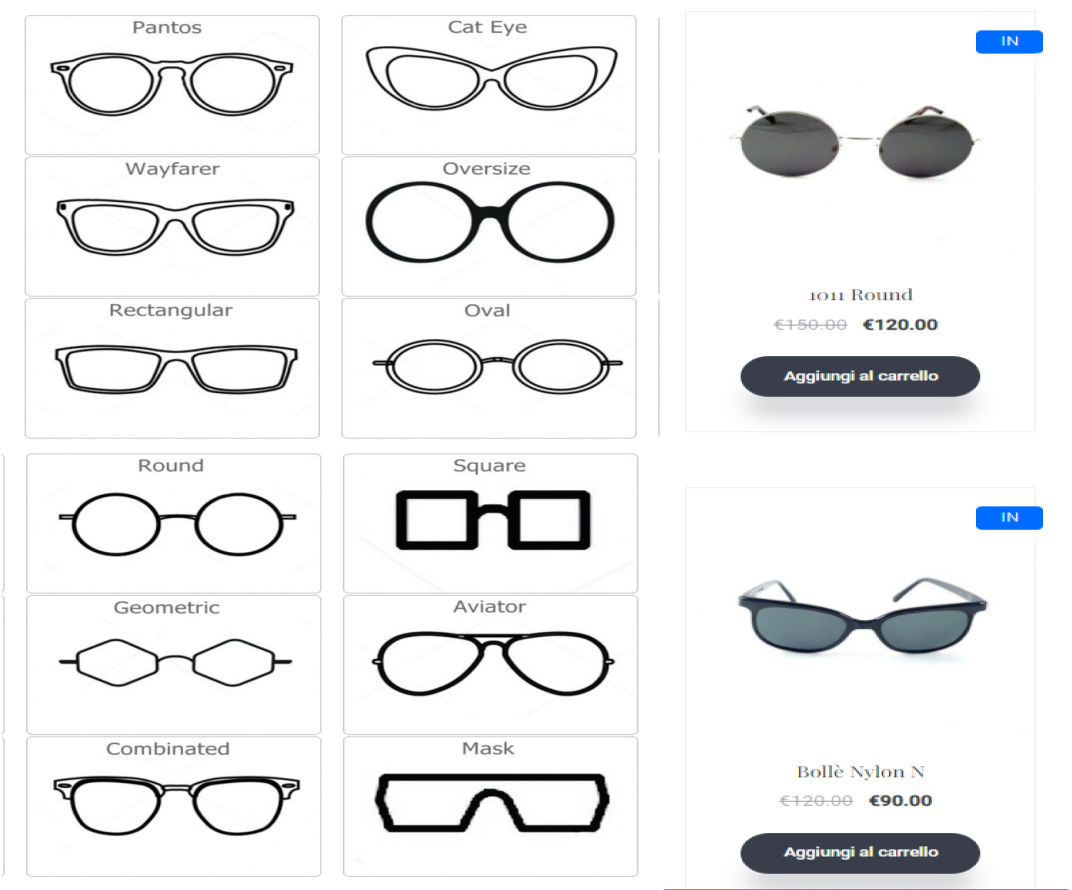 Pantos
Cat Eye
Wayfarer
Oversize
Rectangular
Oval
Round
Square
Geometric
Aviator
Combinated
Mask
IN
1011 Round
€150.00 €120.00
Aggiungi al carrello
IN
Bollè Nylon N
€120.00 €90.00
Aggiungi al carrello